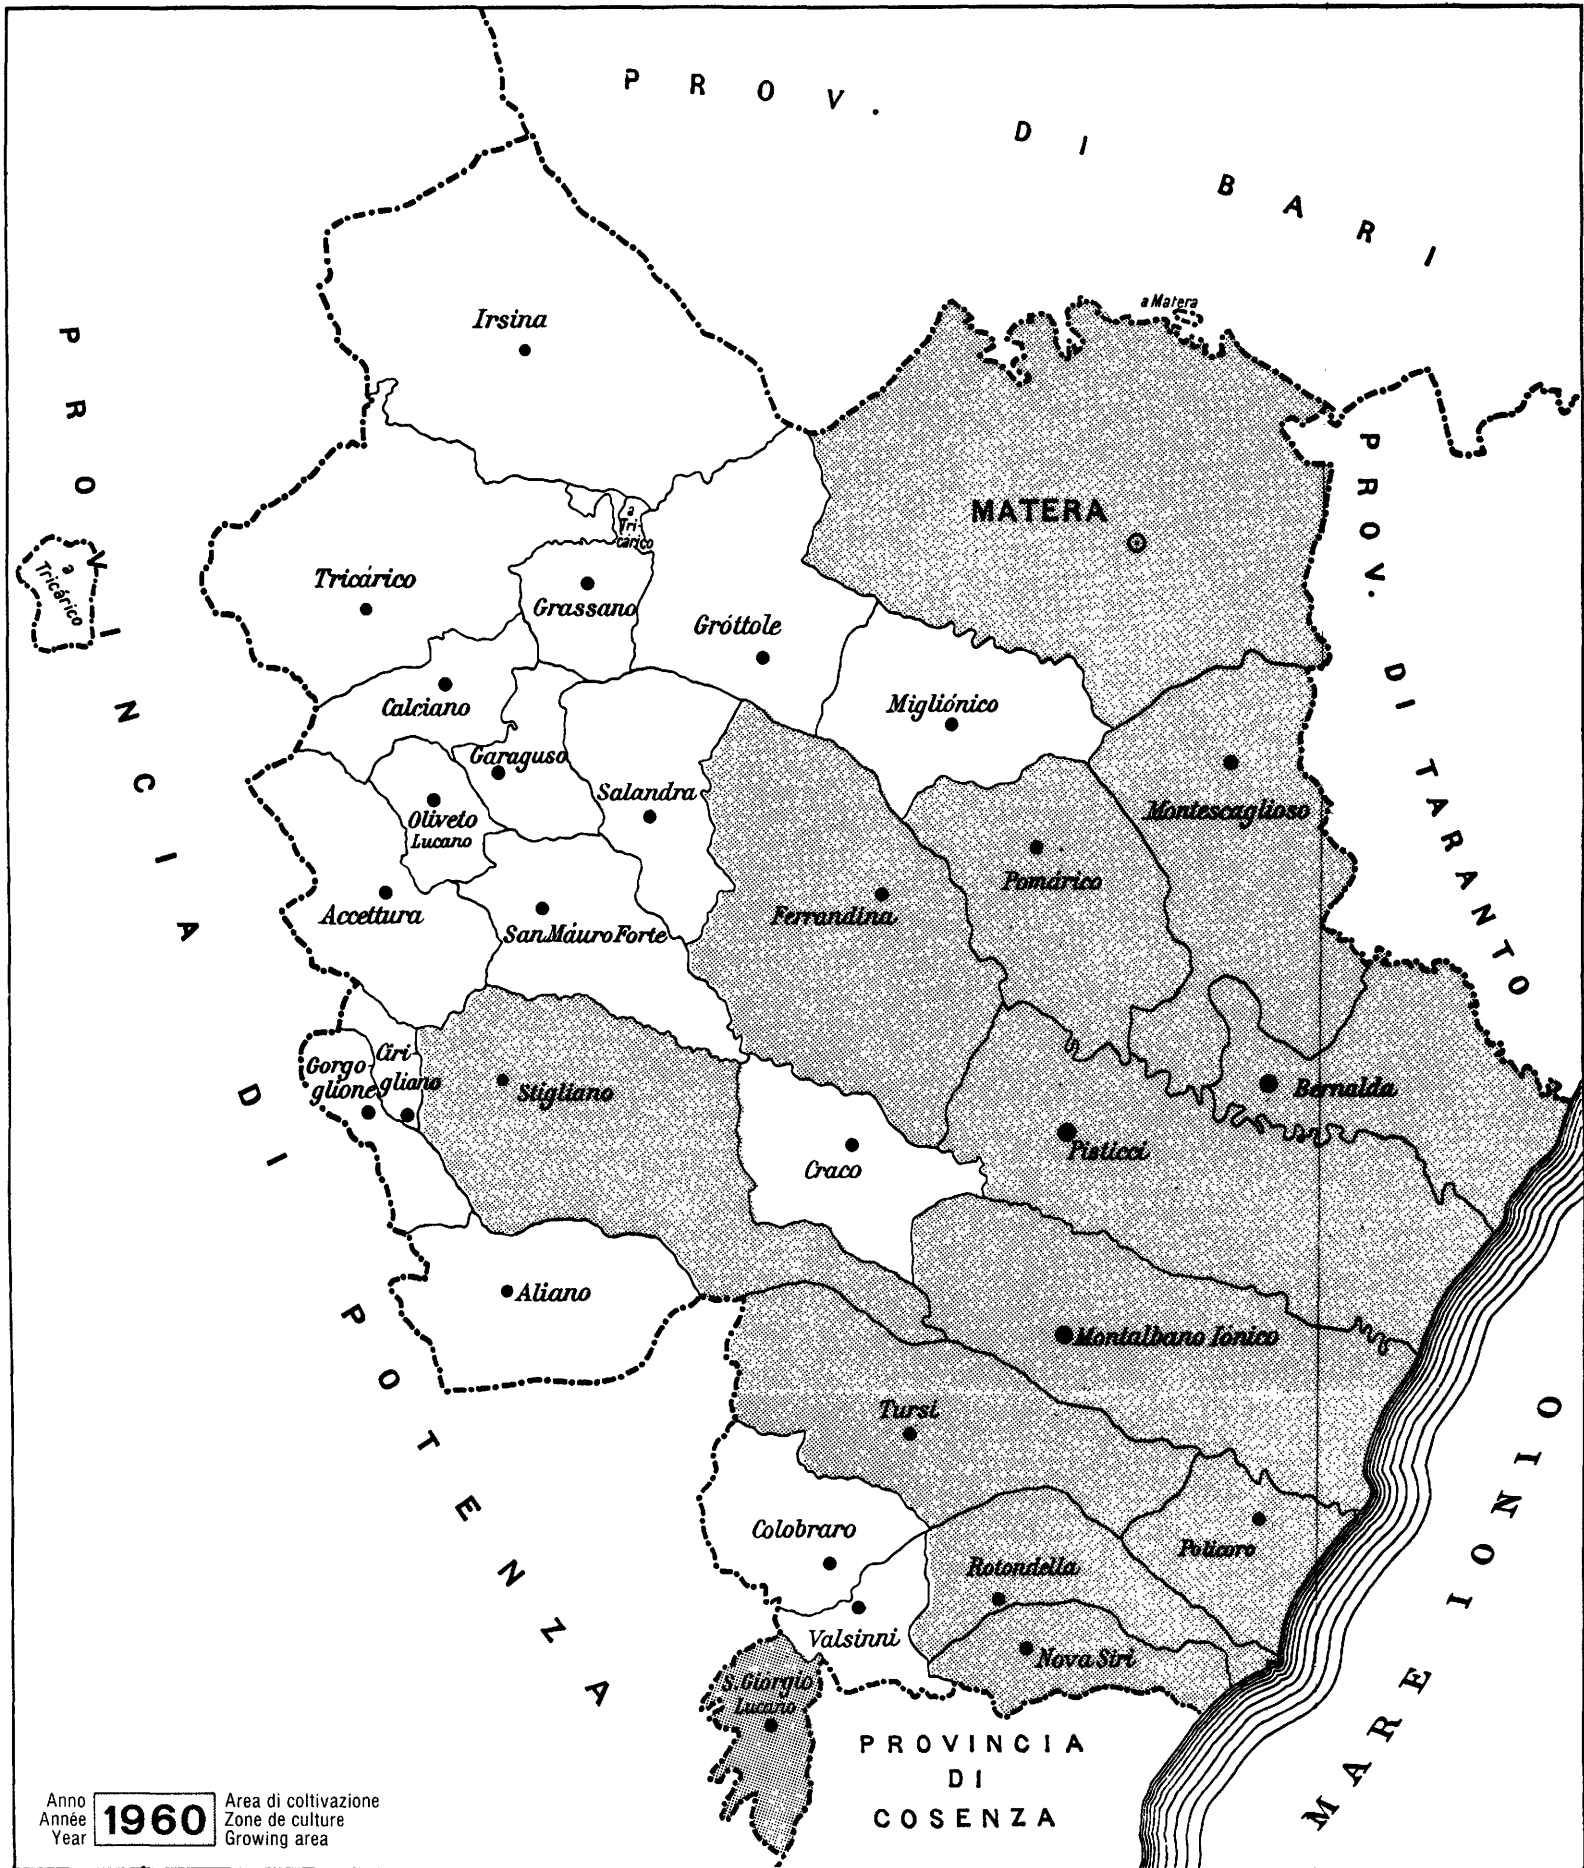 PROV. DI BARI
a Matera
Irsina
PROVINCIA DI POTENZA
PROV. DI TARANTO
MATERA
a
Tri-
cárico
a
Tricárico
Tricárico
Grassano
Gróttole
Calciano
Migliónico
Garaguso
Salandra
Oliveto
Lucano
Montescaglioso
Pomárico
Accettura
San Máuro Forte
Ferrandina
Gorgo
glione
Ciri-
gliano
Stigliano
Bernalda
Pisticci
Craco
Aliano
Montalbano Iónico
Tursi
Colobraro
Policoro
Rotondella
Valsinni
Nova Siri
S. Giorgio
Lucano
MARE IONIO
PROVINCIA
DI
COSENZA
Anno
Année
Year
1960
Area di coltivazione
Zone de culture
Growing area